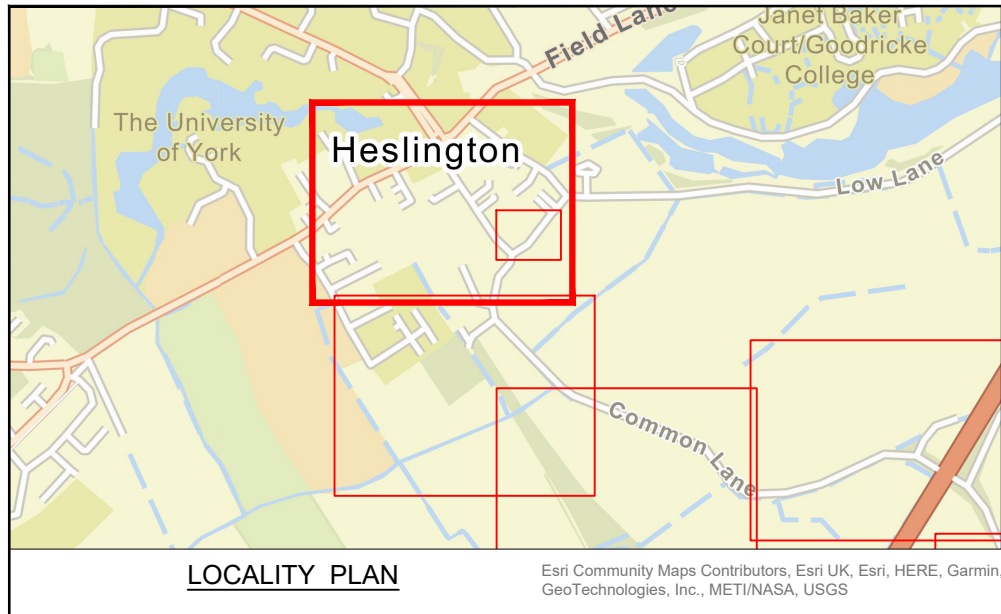 Field Lane
Janet Baker
Court/Goodricke
College
The University
of York
Heslington
Low Lane
Common Lane
LOCALITY PLAN
Esri Community Maps Contributors, Esri UK, Esri, HERE, Garmin,
GeoTechnologies, Inc., METI/NASA, USGS